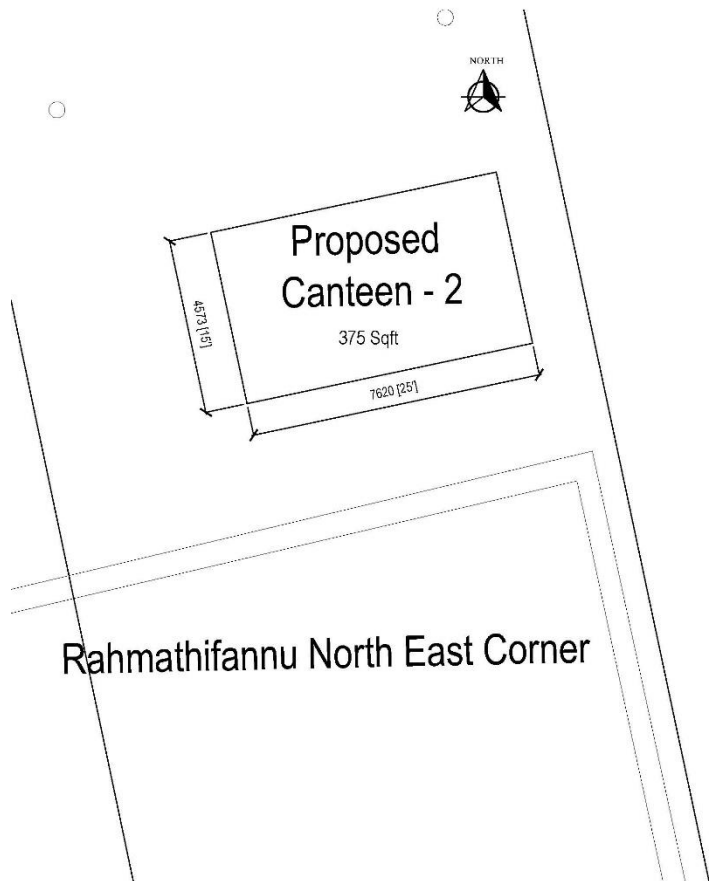 NORTH
Proposed
Canteen - 2
375 Sqft
4573 [15']
7620 [25']
Rahmathifannu North East Corner